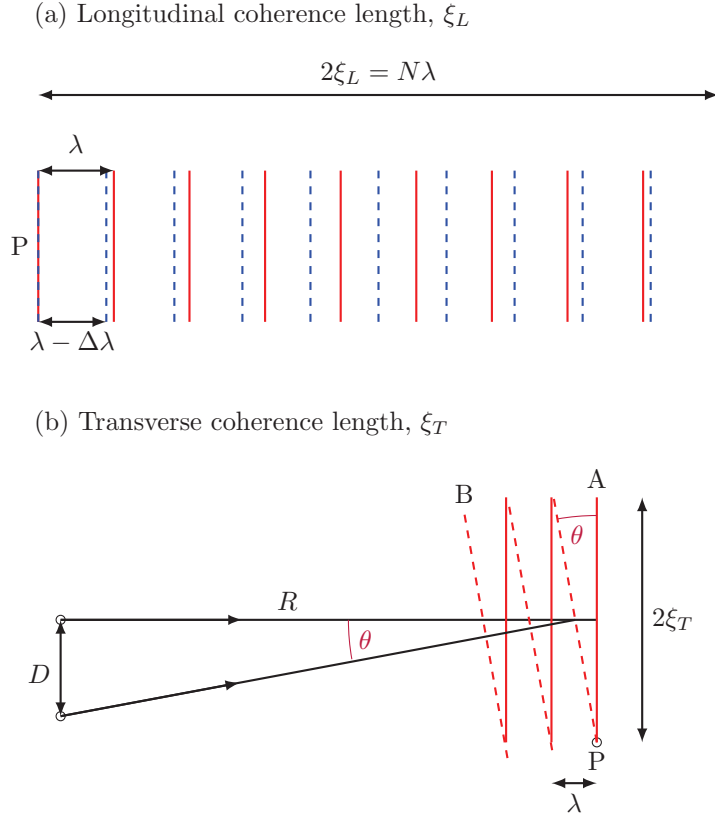 (a) Longitudinal coherence length, ξ_L
2ξ_L = Nλ
λ
P
λ − Δλ
(b) Transverse coherence length, ξ_T
B
A
θ
R
θ
D
2ξ_T
P
λ